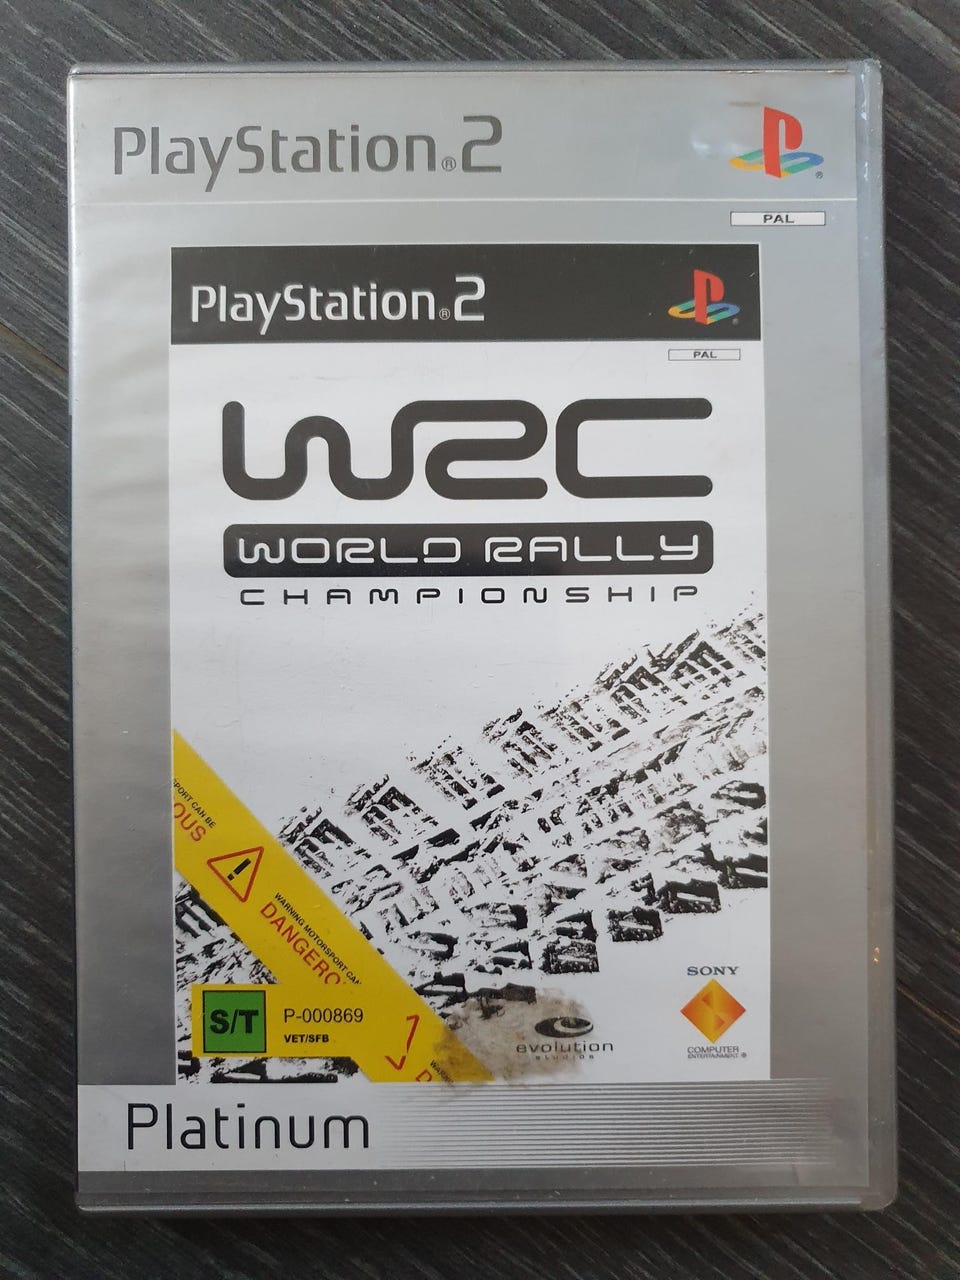 PlayStation®2
PAL
PlayStation®2
PAL
WRC
WORLD RALLY
CHAMPIONSHIP
SPORT CAN BE
OUS
!
WARNING MOTORSPORT CAN
DANGERO
S/T
P-000869
VET/SFB
WARN
D
evolution
studios
SONY
COMPUTER
ENTERTAINMENT®
Platinum